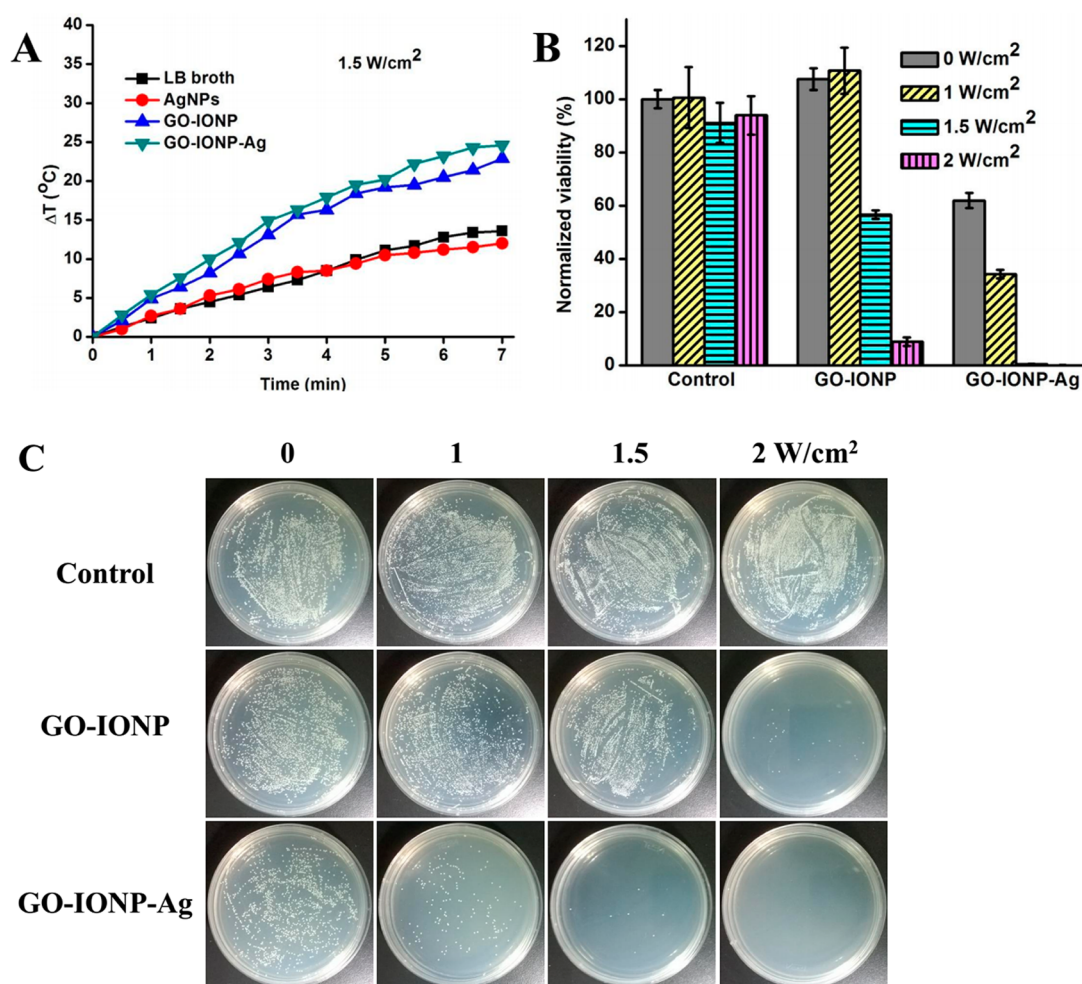 A
1.5 W/cm²
LB broth
AgNPs
GO-IONP
GO-IONP-Ag
ΔT (°C)
40
35
30
25
20
15
10
5
0
0 1 2 3 4 5 6 7
Time (min)
B
0 W/cm²
1 W/cm²
1.5 W/cm²
2 W/cm²
Normalized viability (%)
120
100
80
60
40
20
0
Control GO-IONP GO-IONP-Ag
C
0 1 1.5 2 W/cm²
Control
GO-IONP
GO-IONP-Ag